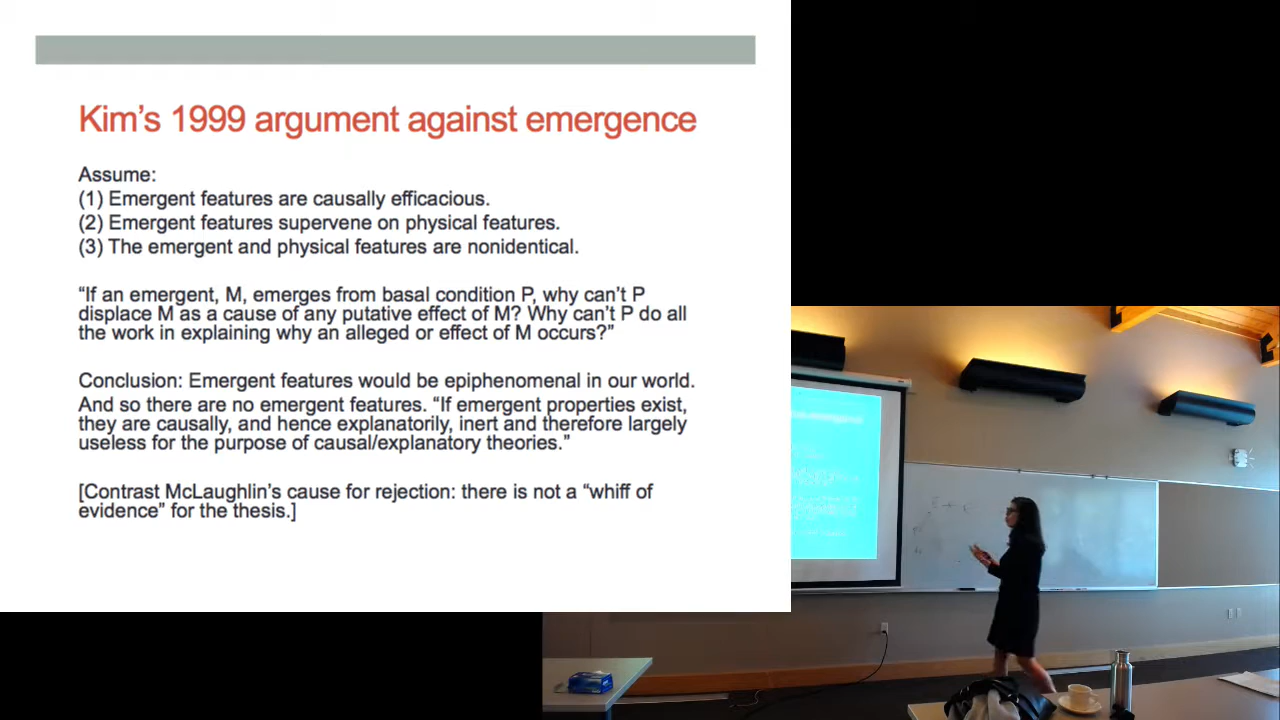 Kim's 1999 argument against emergence
Assume:
(1) Emergent features are causally efficacious.
(2) Emergent features supervene on physical features.
(3) The emergent and physical features are nonidentical.
“If an emergent, M, emerges from basal condition P, why can't P
displace M as a cause of any putative effect of M? Why can't P do all
the work in explaining why an alleged or effect of M occurs?”
Conclusion: Emergent features would be epiphenomenal in our world.
And so there are no emergent features. “If emergent properties exist,
they are causally, and hence explanatorily, inert and therefore largely
useless for the purpose of causal/explanatory theories.”
[Contrast McLaughlin's cause for rejection: there is not a “whiff of
evidence” for the thesis.]